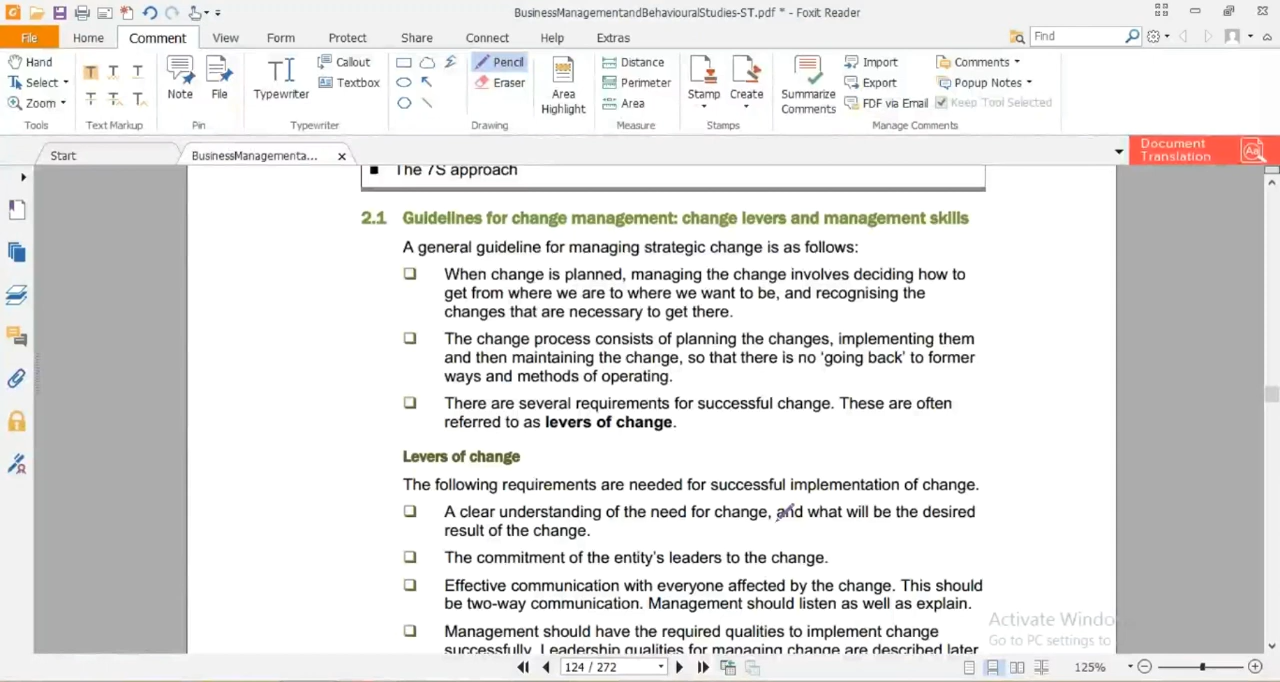 BusinessManagementandBehaviouralStudies-ST.pdf * - Foxit Reader
File Home Comment View Form Protect Share Connect Help Extras Find
Hand
Select
Zoom
Tools
T T T
T T T
Text Markup
Note
File
Pin
Typewriter
Callout
Textbox
Typewriter
Pencil
Eraser
Drawing
Area
Highlight
Distance
Perimeter
Area
Measure
Stamp
Create
Stamps
Summarize
Comments
Import
Export
FDF via Email
Comments
Popup Notes
Keep Tool Selected
Manage Comments
Start
BusinessManagementa...
Document
Translation
The 7S approach
2.1 Guidelines for change management: change levers and management skills
A general guideline for managing strategic change is as follows:
When change is planned, managing the change involves deciding how to
get from where we are to where we want to be, and recognising the
changes that are necessary to get there.
The change process consists of planning the changes, implementing them
and then maintaining the change, so that there is no ‘going back’ to former
ways and methods of operating.
There are several requirements for successful change. These are often
referred to as levers of change.
Levers of change
The following requirements are needed for successful implementation of change.
A clear understanding of the need for change, and what will be the desired
result of the change.
The commitment of the entity’s leaders to the change.
Effective communication with everyone affected by the change. This should
be two-way communication. Management should listen as well as explain.
Management should have the required qualities to implement change
successfully. Leadership qualities for managing change are described later
Activate Windo
Go to PC settings to
124 / 272
125%